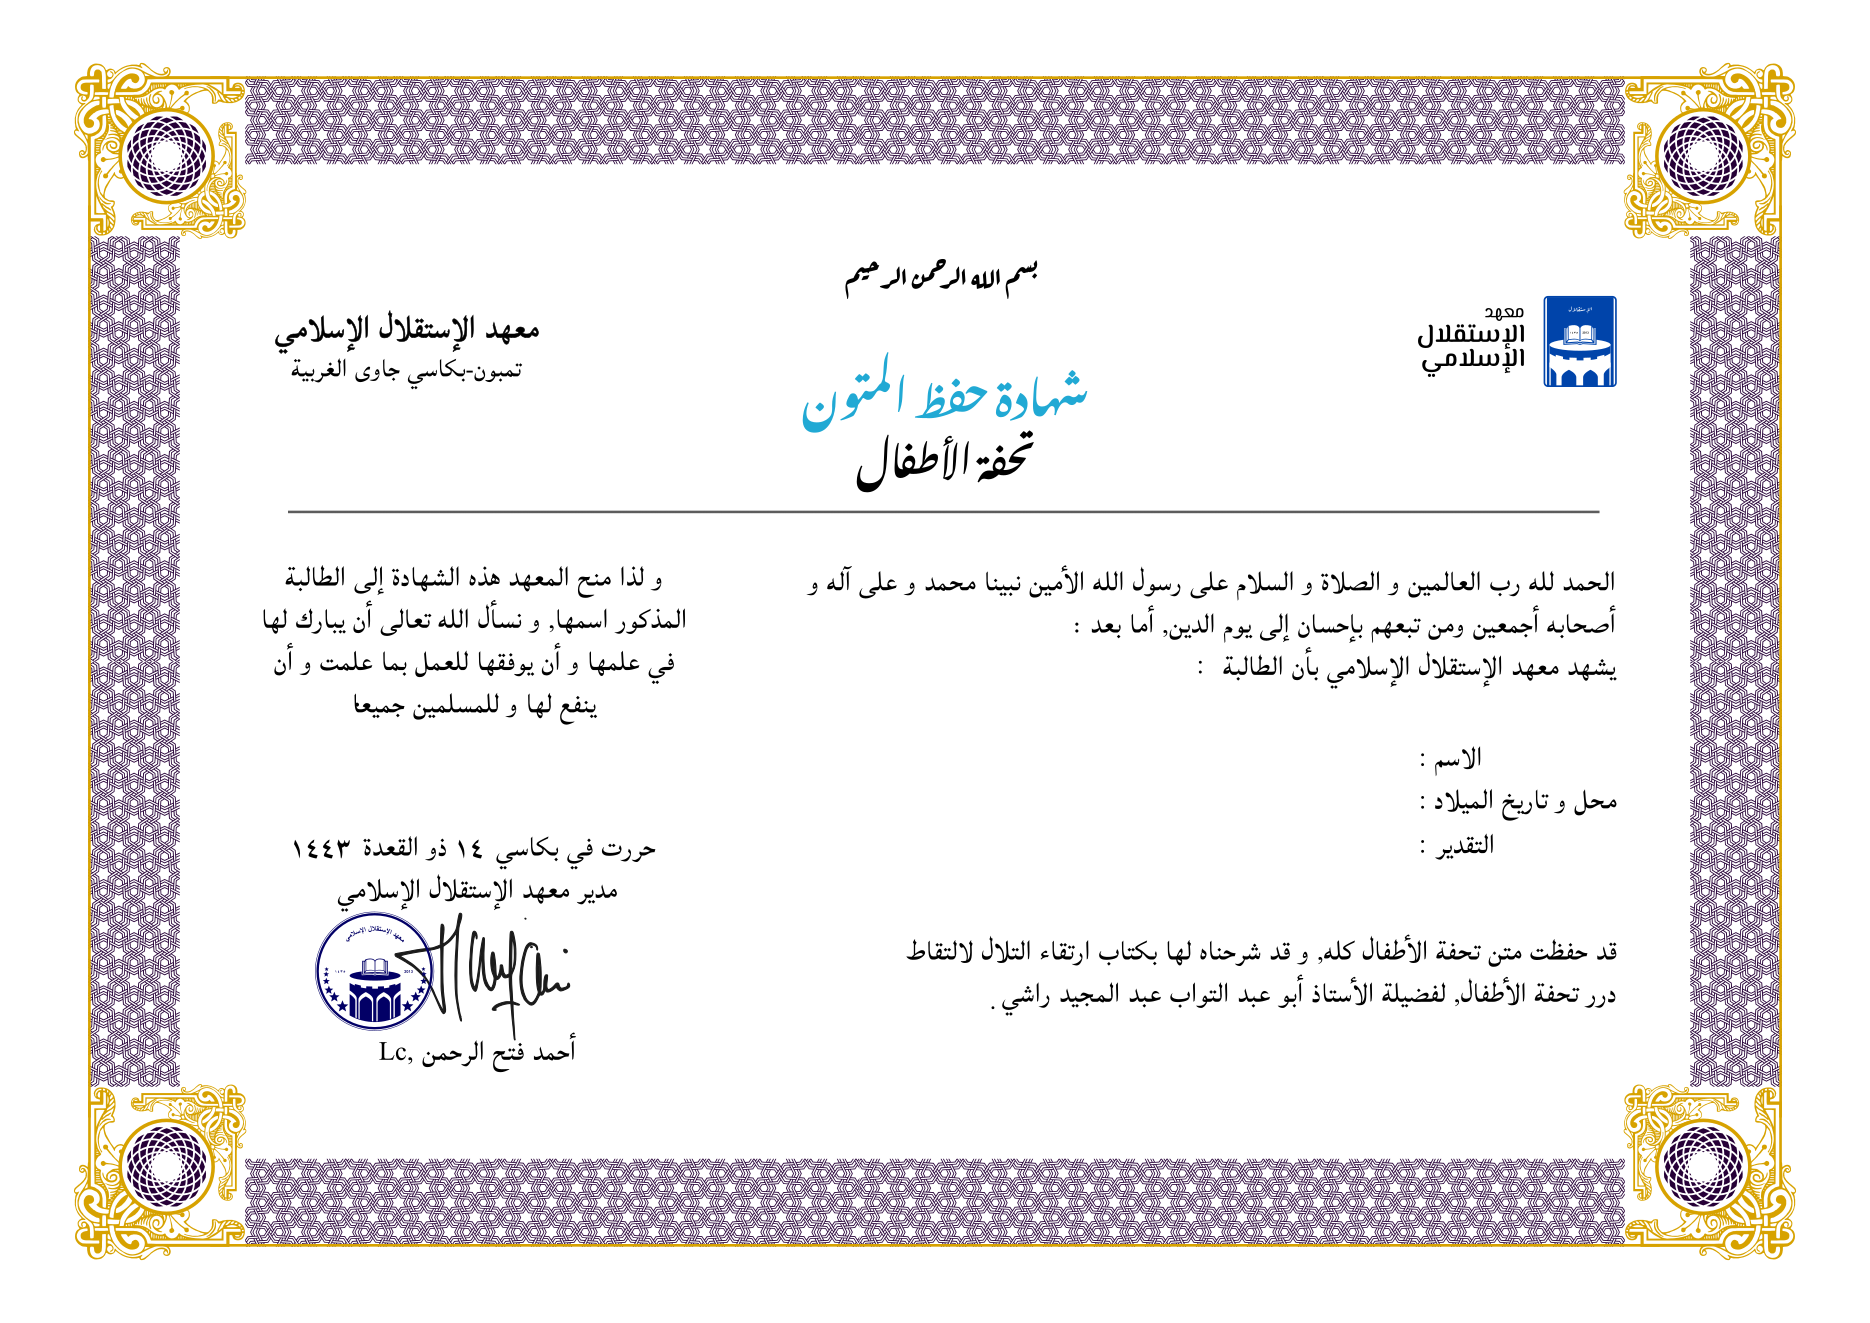 بسم الله الرحمن الرحيم
معهد
الإستقلال
الإسلامي
معهد الإستقلال الإسلامي
تمبون-بكاسي جاوى الغربية
شهادة حفظ المتون
تحفة الأطفال
الحمد لله رب العالمين و الصلاة و السلام على رسول الله الأمين نبينا محمد و على آله و
أصحابه أجمعين ومن تبعهم بإحسان إلى يوم الدين, أما بعد :
يشهد معهد الإستقلال الإسلامي بأن الطالبة :
الاسم :
محل و تاريخ الميلاد :
التقدير :
قد حفظت متن تحفة الأطفال كله, و قد شرحناه لها بكتاب ارتقاء التلال لالتقاط
درر تحفة الأطفال, لفضيلة الأستاذ أبو عبد التواب عبد المجيد راشي .
و لذا منح المعهد هذه الشهادة إلى الطالبة
المذكور اسمها, و نسأل الله تعالى أن يبارك لها
في علمها و أن يوفقها للعمل بما علمت و أن
ينفع لها و للمسلمين جميعا
حررت في بكاسي ١٤ ذو القعدة ١٤٤٣
مدير معهد الإستقلال الإسلامي
معهد الإستقلال الإسلامي
١٤٣٤ 2013
أحمد فتح الرحمن ,Lc